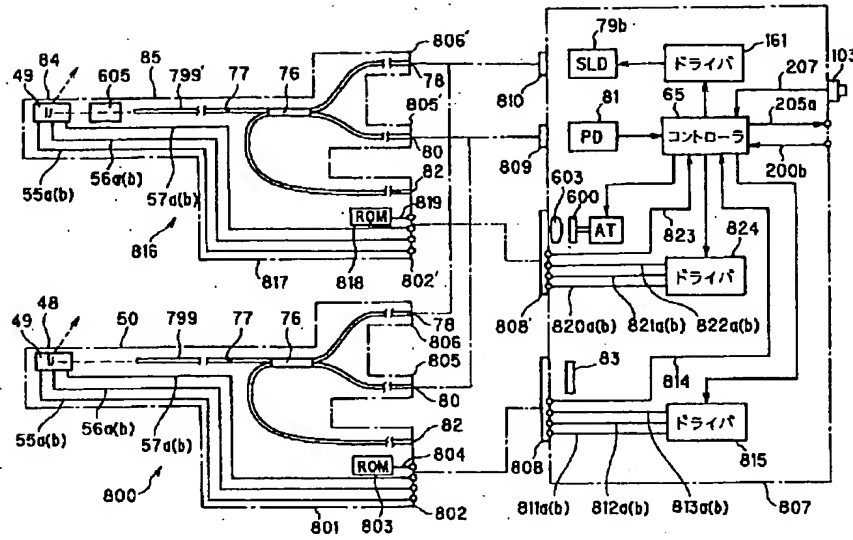 84
49
605
85
799'
77
76
806'
78
805'
80
82
819
ROM
55a(b)
56a(b)
57a(b)
816
817
818
802'
49
48
50
799
77
76
78
806
805
80
82
804
ROM
55a(b)
56a(b)
57a(b)
800
801
803
802
79b
161
SLD
ドライバ
207
103
810
81
65
PD
コントローラ
205a
809
200b
603
600
AT
823
824
ドライバ
808'
820a(b)
821a(b)
822a(b)
83
814
ドライバ
808
815
811a(b)
812a(b)
813a(b)
807